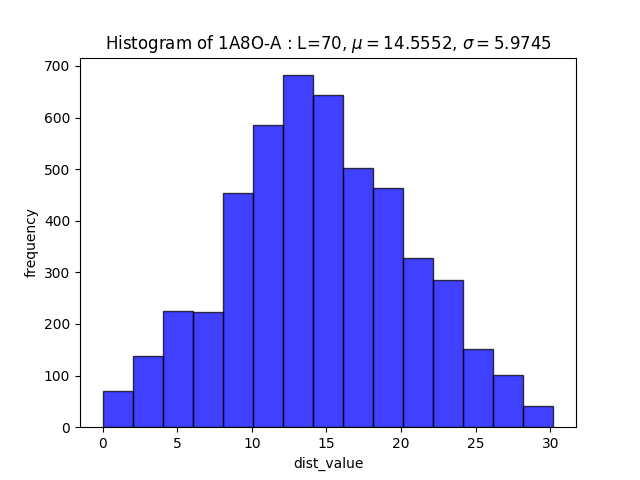 Histogram of 1A8O-A : L=70, μ = 14.5552, σ = 5.9745
700
600
500
400
300
200
100
0
frequency
0 5 10 15 20 25 30
dist_value